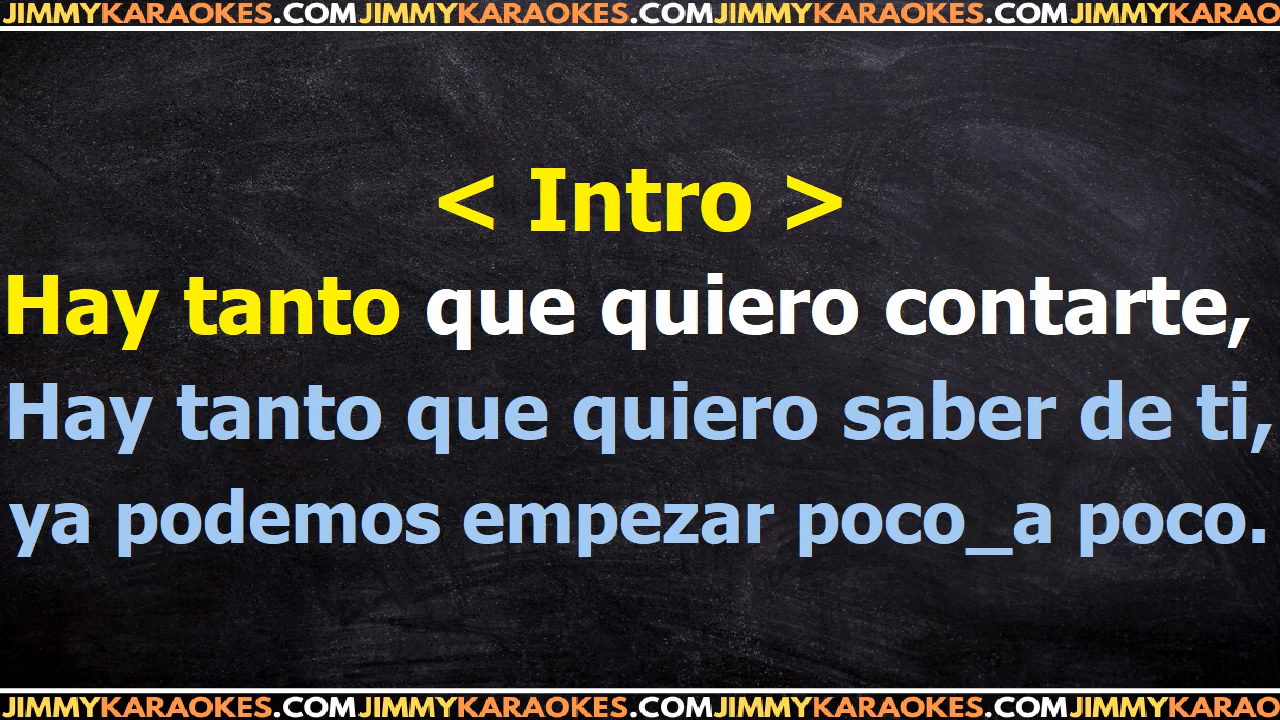 JIMMYKARAOKES.COMJIMMYKARAOKES.COMJIMMYKARAOKES.COMJIMMYKARAO
< Intro >
Hay tanto que quiero contarte,
Hay tanto que quiero saber de ti,
ya podemos empezar poco_a poco.
JIMMYKARAOKES.COMJIMMYKARAOKES.COMJIMMYKARAOKES.COMJIMMYKARAO